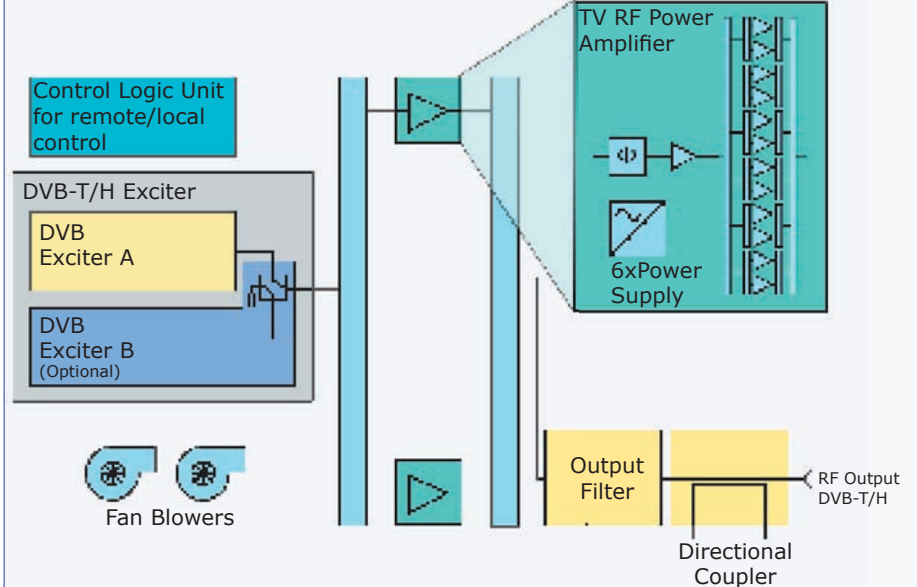 TV RF Power
Amplifier
Control Logic Unit
for remote/local
control
DVB-T/H Exciter
DVB
Exciter A
DVB
Exciter B
(Optional)
Φ
6xPower
Supply
Fan Blowers
Output
Filter
RF Output
DVB-T/H
Directional
Coupler